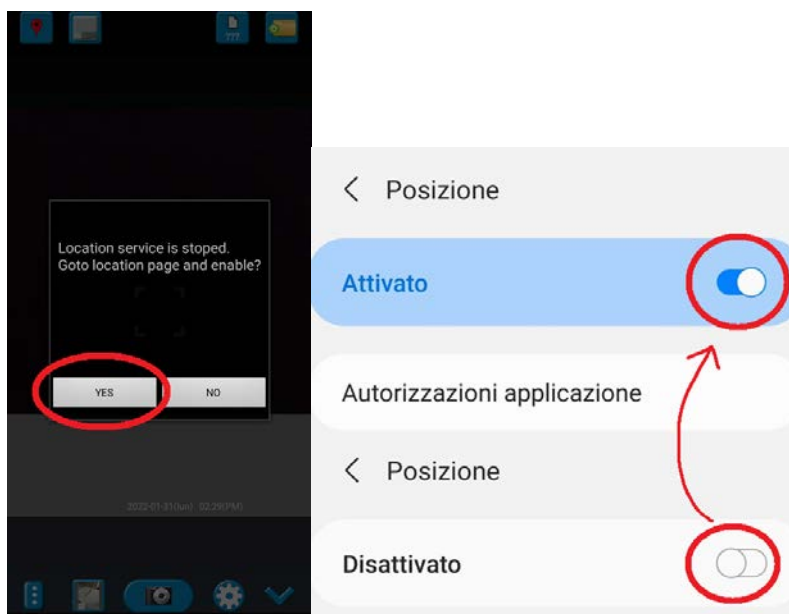 777
Location service is stoped.
Goto location page and enable?
YES
NO
2022-01-31(lun) 02:29(PM)
Posizione
Attivato
Autorizzazioni applicazione
Posizione
Disattivato